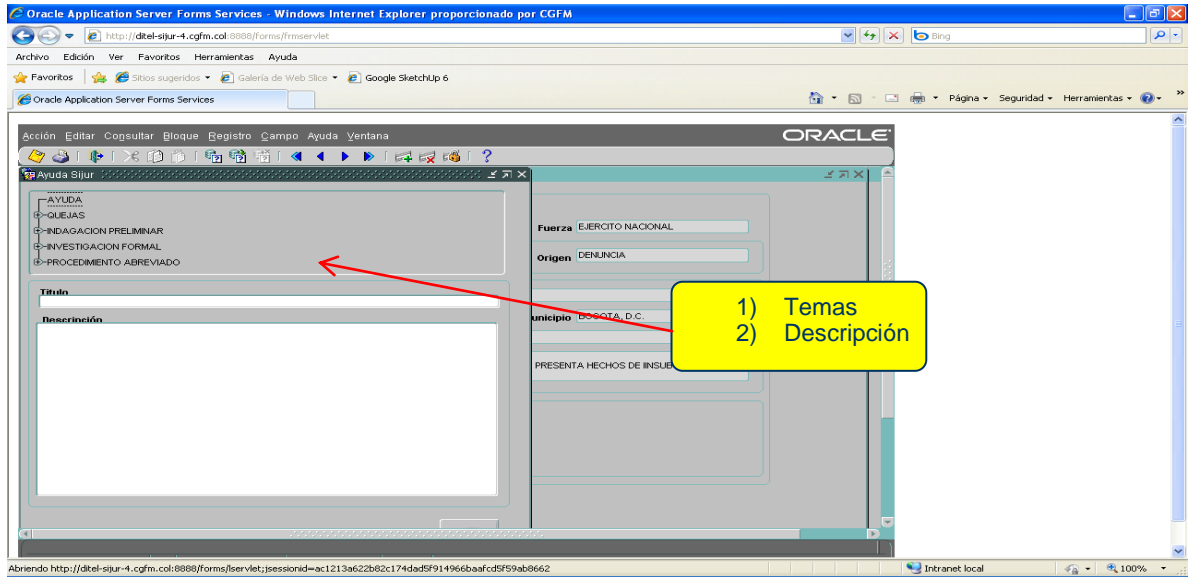 Oracle Application Server Forms Services - Windows Internet Explorer proporcionado por CGFM
http://ditel-sijur-4.cgfm.col:8888/forms/frmservlet
Bing
Archivo Edición Ver Favoritos Herramientas Ayuda
Favoritos Sitios sugeridos Galería de Web Slice Google SketchUp 6
Oracle Application Server Forms Services
Página Seguridad Herramientas
Acción Editar Consultar Bloque Registro Campo Ayuda Ventana
ORACLE
Ayuda Sijur
AYUDA
QUEJAS
INDAGACION PRELIMINAR
INVESTIGACION FORMAL
PROCEDIMIENTO ABREVIADO
Fuerza EJERCITO NACIONAL
Origen DENUNCIA
Titulo
unicipio BOGOTA, D.C.
Descripción
PRESENTA HECHOS DE IINSUB
1) Temas
2) Descripción
Abriendo http://ditel-sijur-4.cgfm.col:8888/forms/lservlet;jsessionid=ac1213a622b82c174dad5f914966baafcd5f59ab8662
Intranet local
100%